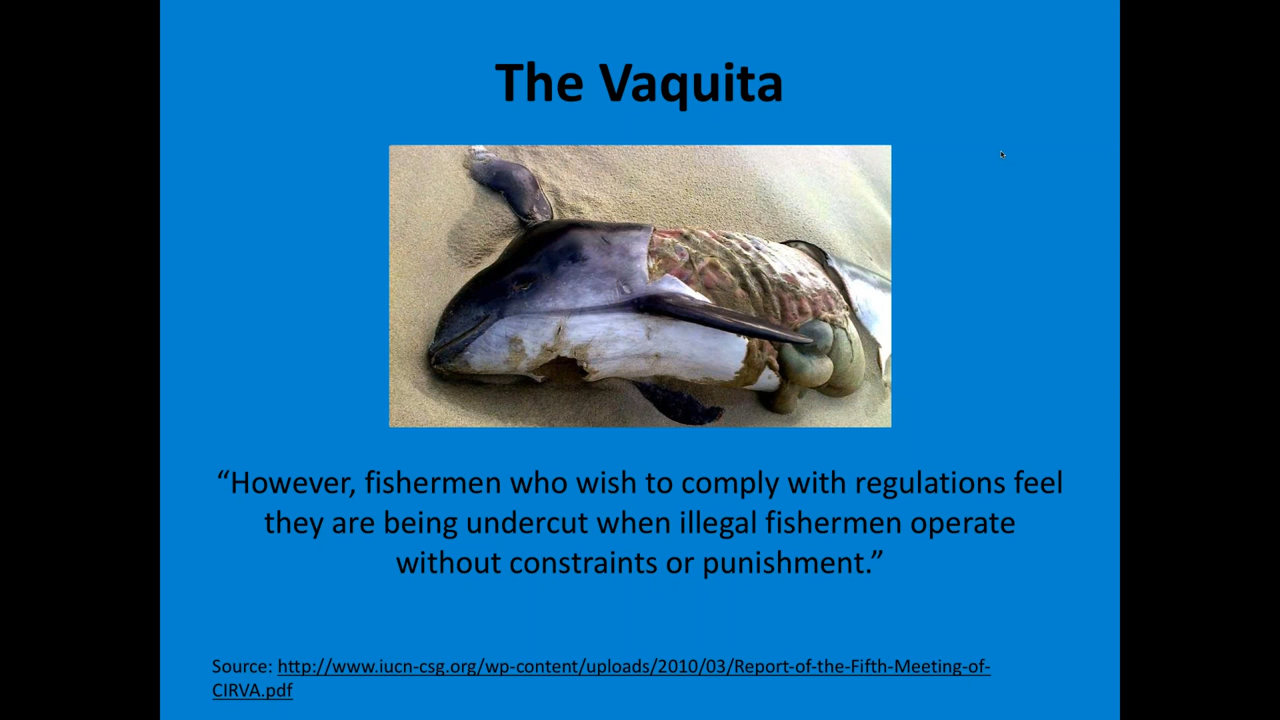 The Vaquita
“However, fishermen who wish to comply with regulations feel
they are being undercut when illegal fishermen operate
without constraints or punishment.”
Source: http://www.iucn-csg.org/wp-content/uploads/2010/03/Report-of-the-Fifth-Meeting-of-
CIRVA.pdf